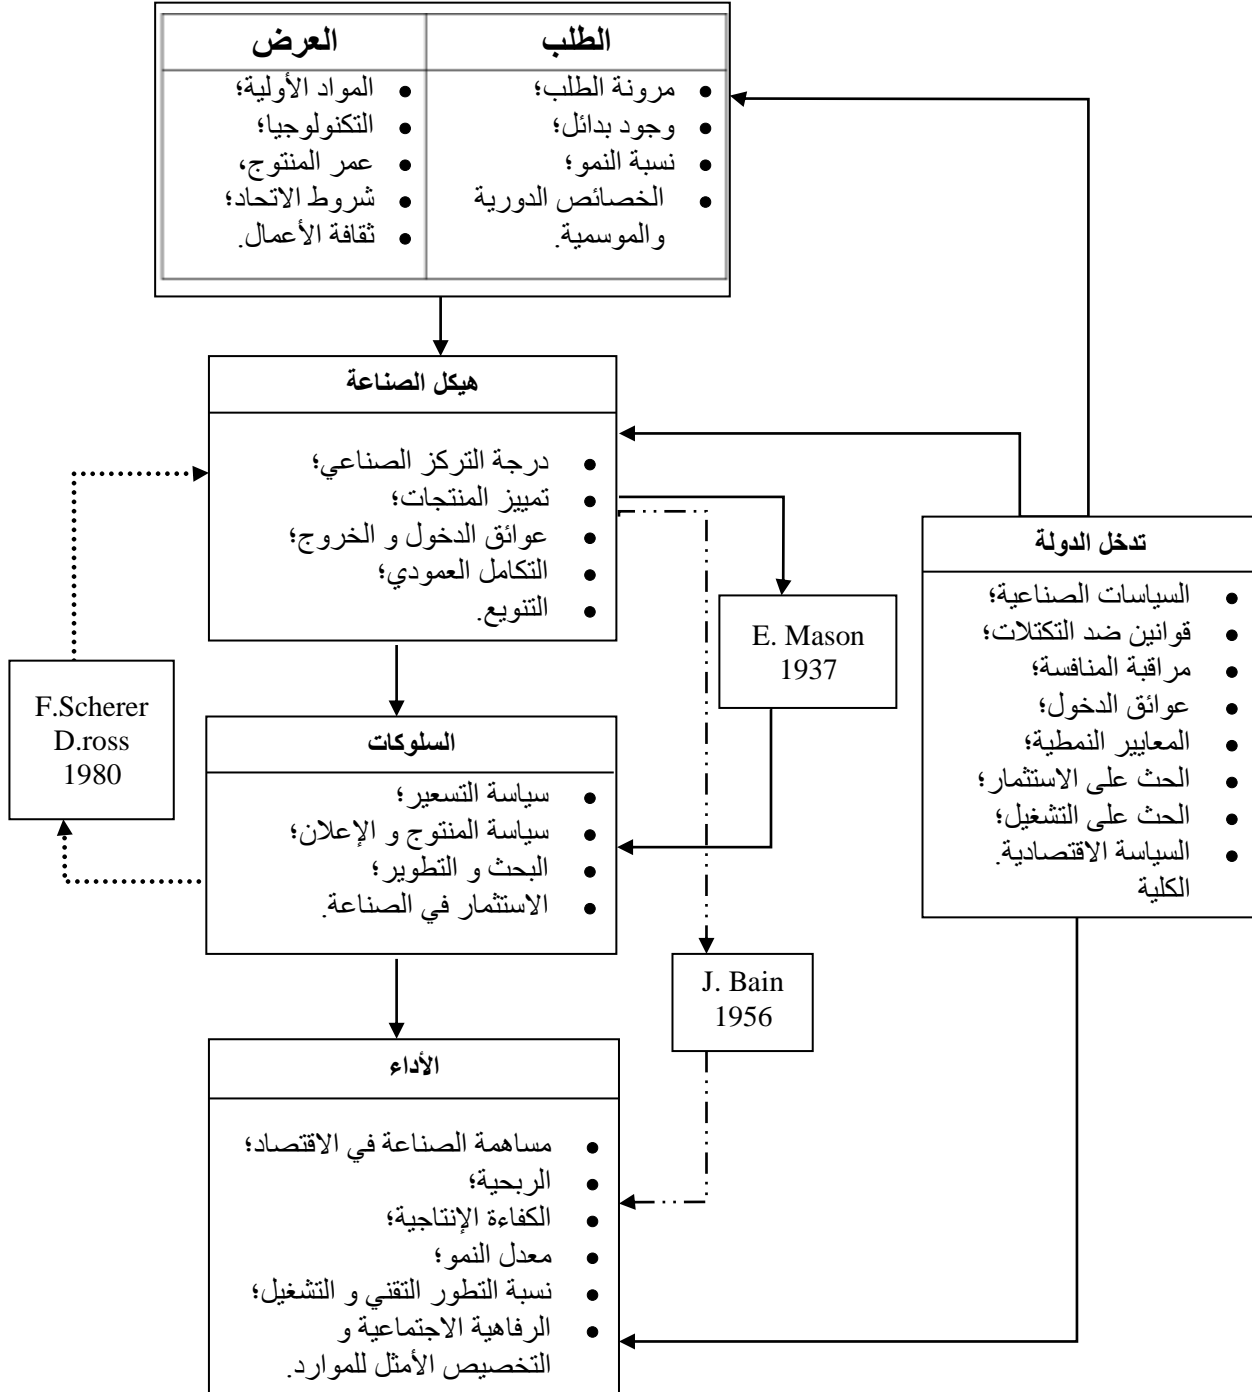 الطلب
مرونة الطلب؛
وجود بدائل؛
نسبة النمو؛
الخصائص الدورية
والموسمية.
العرض
المواد الأولية؛
التكنولوجيا؛
عمر المنتوج،
شروط الاتحاد؛
ثقافة الأعمال.
هيكل الصناعة
درجة التركز الصناعي؛
تمييز المنتجات؛
عوائق الدخول و الخروج؛
التكامل العمودي؛
التنويع.
تدخل الدولة
السياسات الصناعية؛
قوانين ضد التكتلات؛
مراقبة المنافسة؛
عوائق الدخول؛
المعايير النمطية؛
الحث على الاستثمار؛
الحث على التشغيل؛
السياسة الاقتصادية.
الكلية
E. Mason
1937
F.Scherer
D.ross
1980
السلوكات
سياسة التسعير؛
سياسة المنتوج و الإعلان؛
البحث و التطوير؛
الاستثمار في الصناعة.
J. Bain
1956
الأداء
مساهمة الصناعة في الاقتصاد؛
الربحية؛
الكفاءة الإنتاجية؛
معدل النمو؛
نسبة التطور التقني و التشغيل؛
الرفاهية الاجتماعية و
التخصيص الأمثل للموارد.